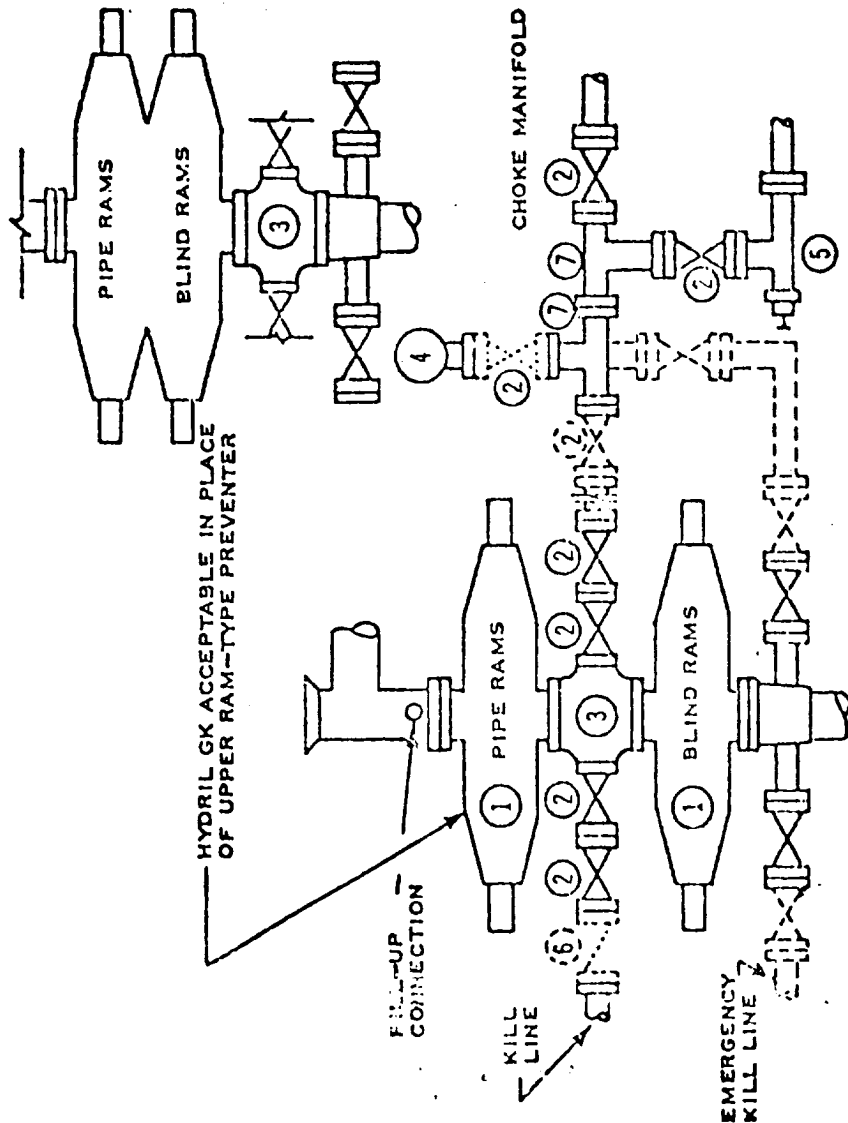 HYDRIL GK ACCEPTABLE IN PLACE
OF UPPER RAM-TYPE PREVENTER
PIPE RAMS
BLIND RAMS
3
FILL-UP
CONNECTION
KILL
LINE
EMERGENCY
KILL LINE
1
PIPE RAMS
6
2
2
3
2
2
2
1
BLIND RAMS
4
2
7
7
2
CHOKE MANIFOLD
2
5